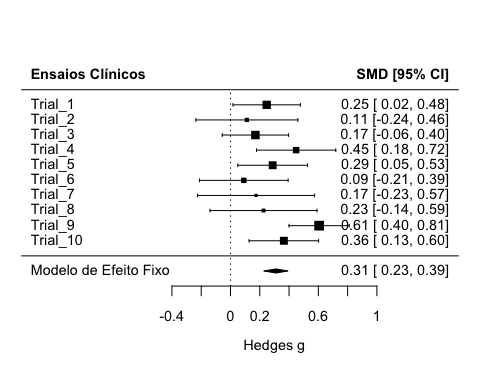 Ensaios Clínicos SMD [95% CI]
Trial_1 0.25 [ 0.02, 0.48]
Trial_2 0.11 [-0.24, 0.46]
Trial_3 0.17 [-0.06, 0.40]
Trial_4 0.45 [ 0.18, 0.72]
Trial_5 0.29 [ 0.05, 0.53]
Trial_6 0.09 [-0.21, 0.39]
Trial_7 0.17 [-0.23, 0.57]
Trial_8 0.23 [-0.14, 0.59]
Trial_9 0.61 [ 0.40, 0.81]
Trial_10 0.36 [ 0.13, 0.60]
Modelo de Efeito Fixo 0.31 [ 0.23, 0.39]
-0.4 0 0.2 0.6 1
Hedges g